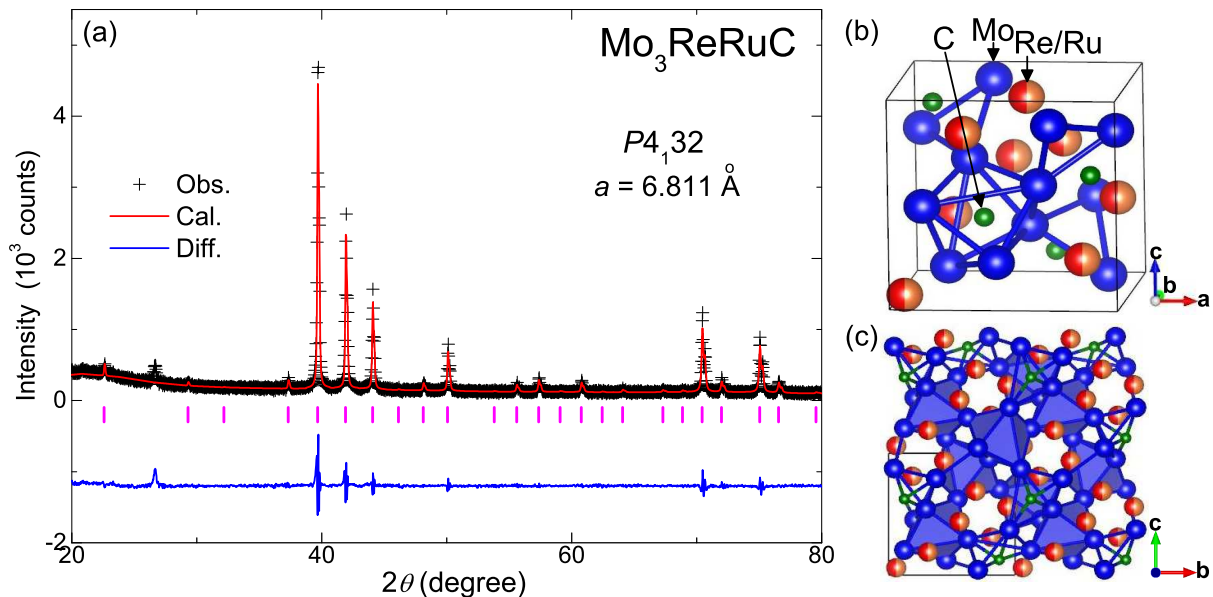 (a)
Mo₃ReRuC
P4₁32
a = 6.811 Å
Obs.
Cal.
Diff.
Intensity (10³ counts)
4
2
0
-2
20
40
60
80
2θ (degree)
(b)
C
Mo
Re/Ru
c
b
a
(c)
c
b